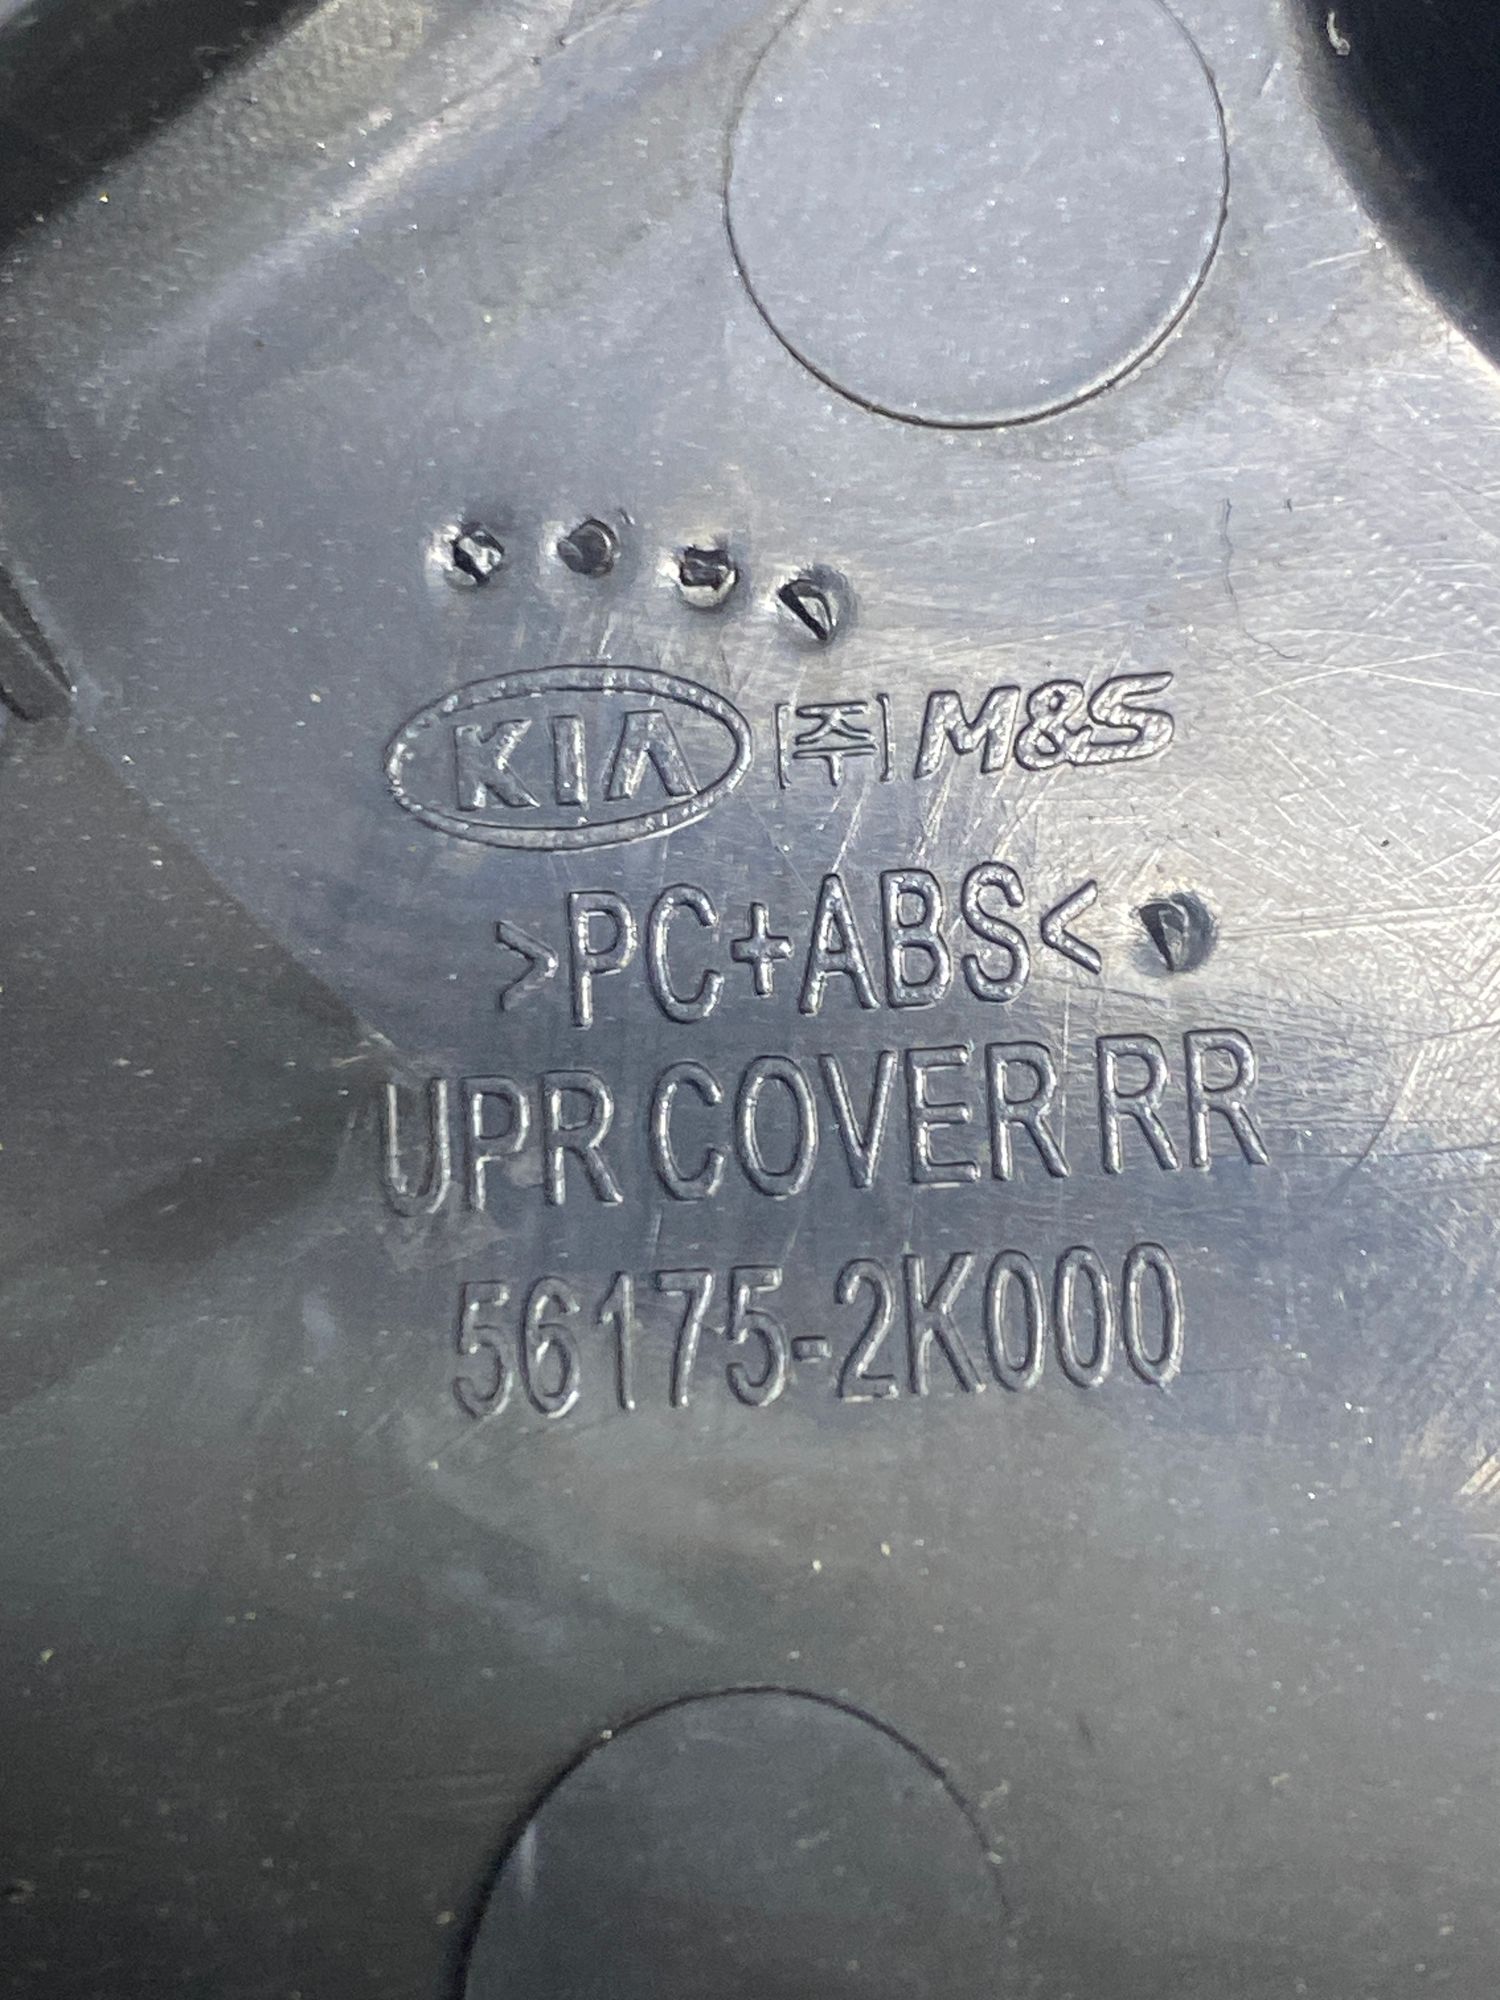 KIA [주] M&S
>PC+ABS<
UPR COVER RR
56175-2K000